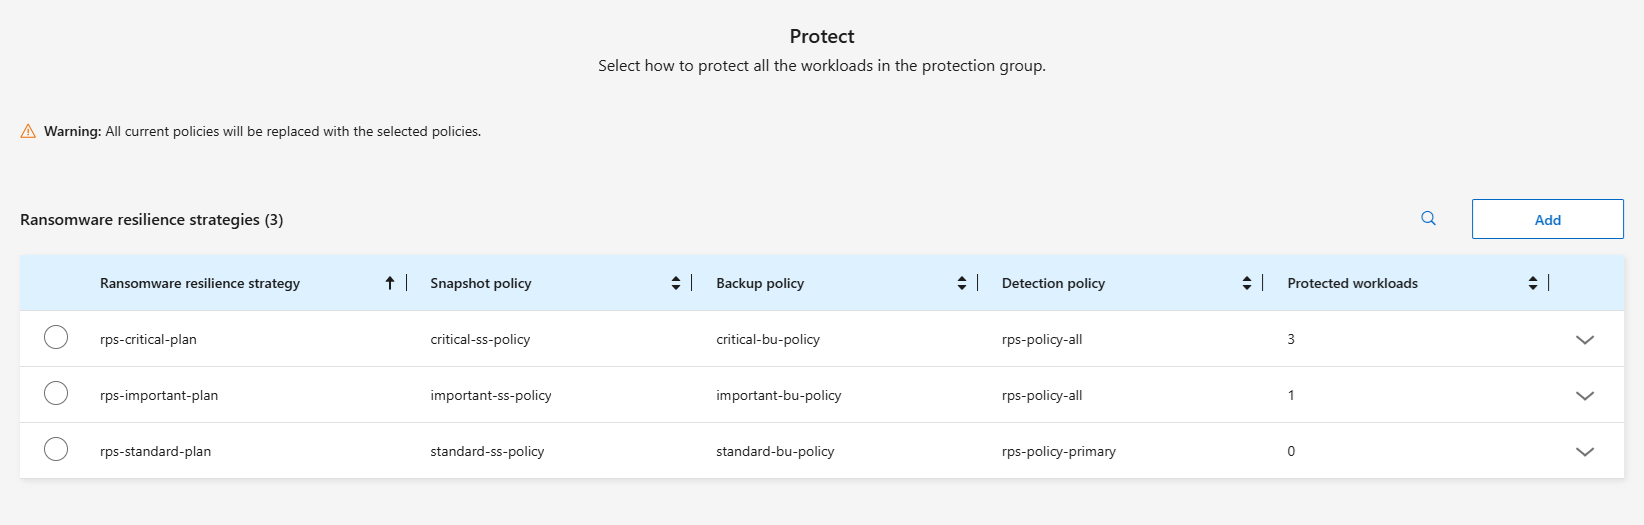 Protect
Select how to protect all the workloads in the protection group.
Warning: All current policies will be replaced with the selected policies.
Ransomware resilience strategies (3)
Add
Ransomware resilience strategy Snapshot policy Backup policy Detection policy Protected workloads
rps-critical-plan critical-ss-policy critical-bu-policy rps-policy-all 3
rps-important-plan important-ss-policy important-bu-policy rps-policy-all 1
rps-standard-plan standard-ss-policy standard-bu-policy rps-policy-primary 0